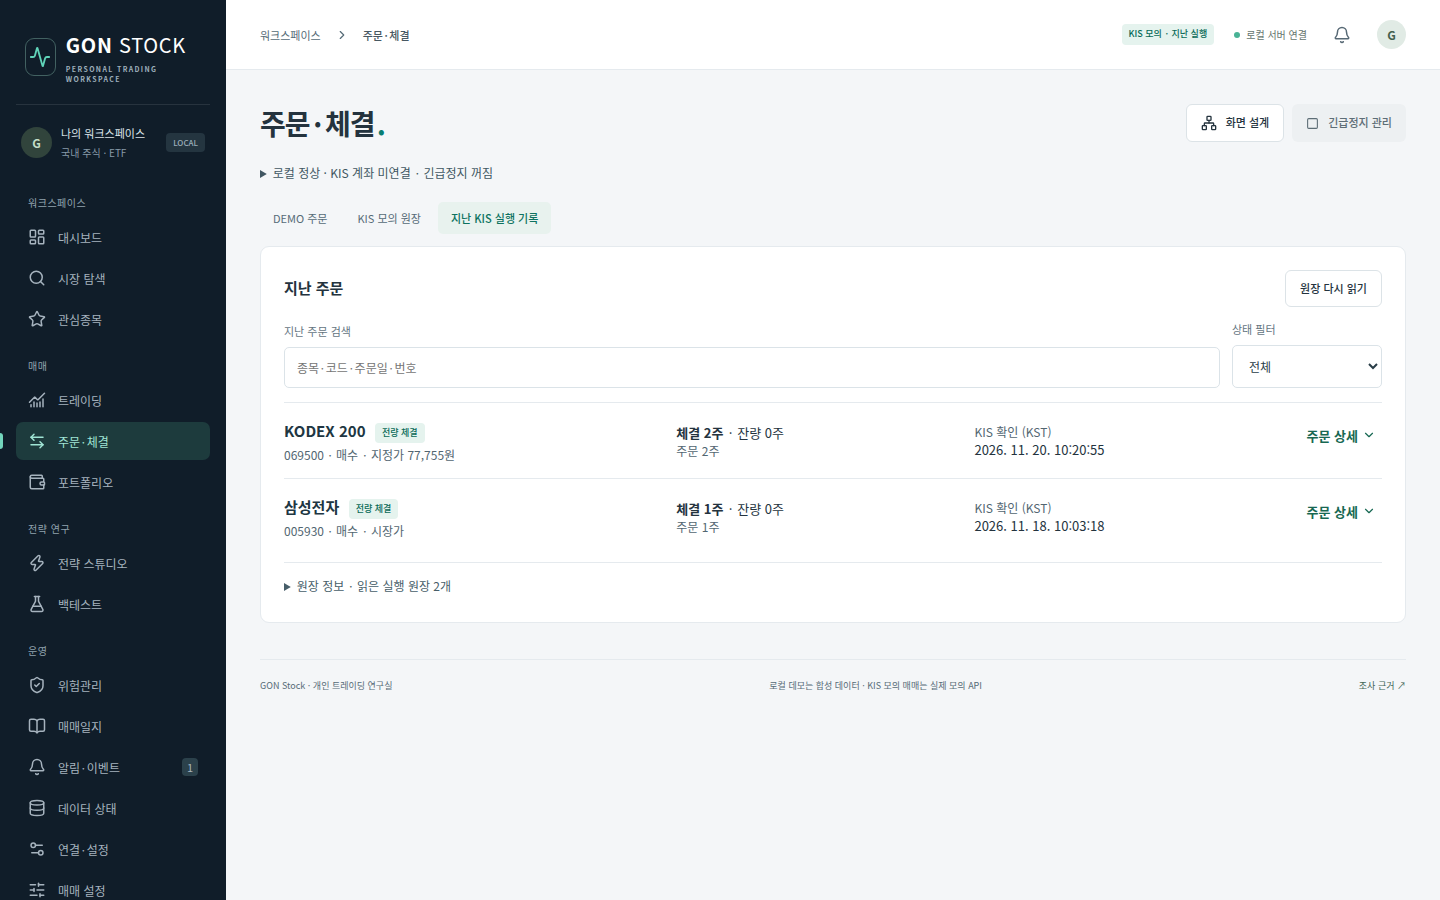 GON STOCK
PERSONAL TRADING
WORKSPACE
G
나의 워크스페이스
국내 주식 · ETF
LOCAL
워크스페이스
대시보드
시장 탐색
관심종목
매매
트레이딩
주문·체결
포트폴리오
전략 연구
전략 스튜디오
백테스트
운영
위험관리
매매일지
알림·이벤트
1
데이터 상태
연결·설정
매매 설정
워크스페이스 > 주문·체결
KIS 모의 · 지난 실행
로컬 서버 연결
G
주문·체결.
화면 설계
긴급정지 관리
▶ 로컬 정상 · KIS 계좌 미연결 · 긴급정지 꺼짐
DEMO 주문
KIS 모의 원장
지난 KIS 실행 기록
지난 주문
원장 다시 읽기
지난 주문 검색
상태 필터
종목·코드·주문일·번호
전체
KODEX 200 전략 체결
069500 · 매수 · 지정가 77,755원
체결 2주 · 잔량 0주
주문 2주
KIS 확인 (KST)
2026. 11. 20. 10:20:55
주문 상세
삼성전자 전략 체결
005930 · 매수 · 시장가
체결 1주 · 잔량 0주
주문 1주
KIS 확인 (KST)
2026. 11. 18. 10:03:18
주문 상세
▶ 원장 정보 · 읽은 실행 원장 2개
GON Stock · 개인 트레이딩 연구실
로컬 데모는 합성 데이터 · KIS 모의 매매는 실제 모의 API
조사 근거 ↗